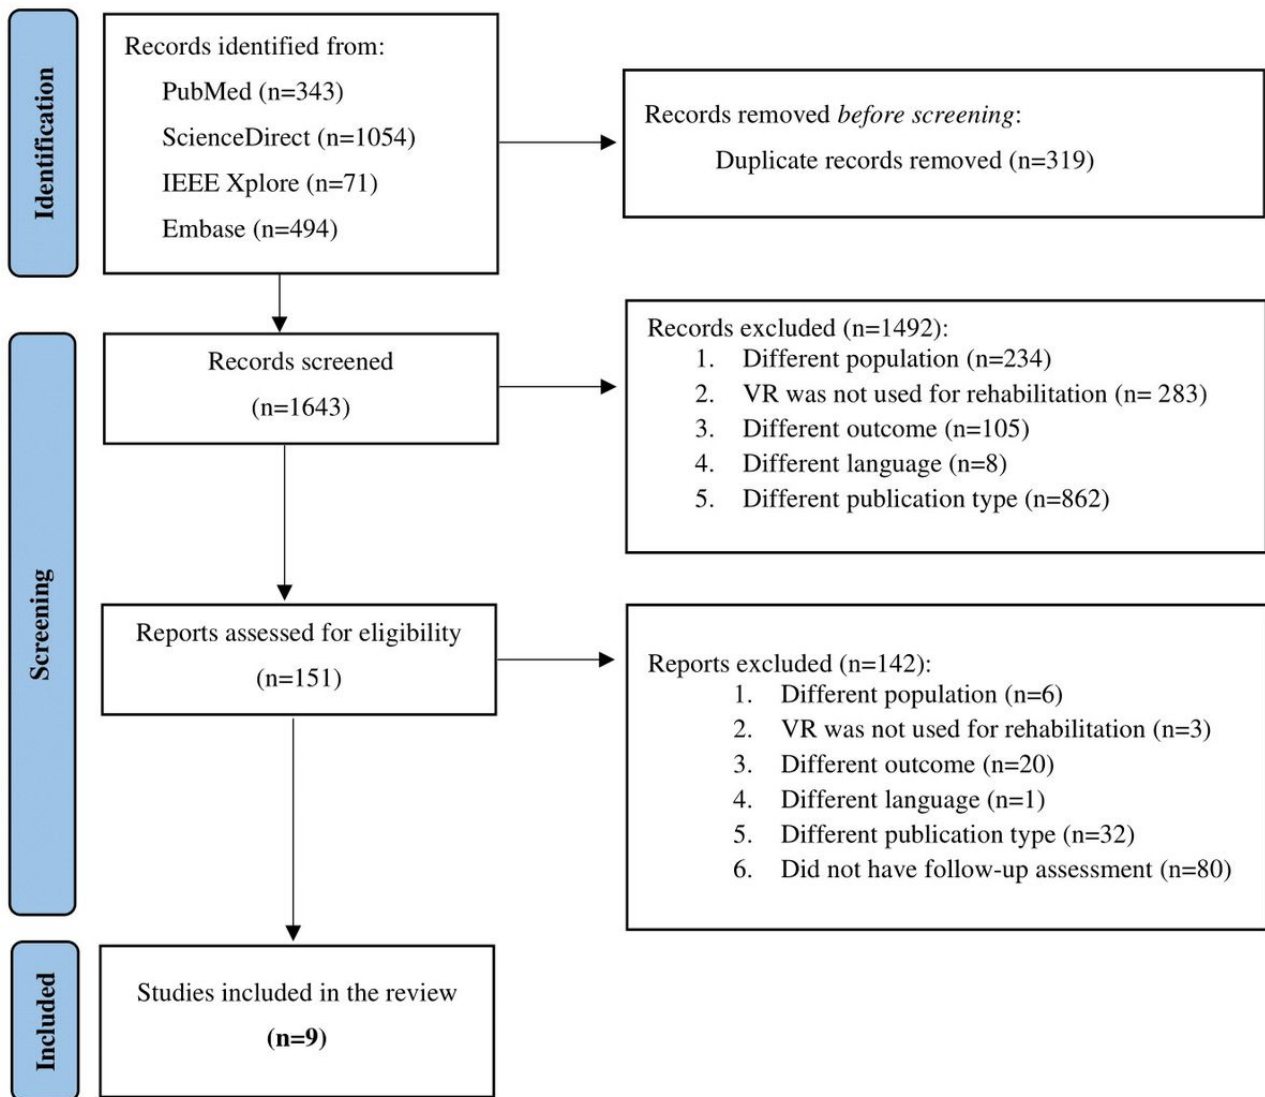 Identification
Records identified from:
PubMed (n=343)
ScienceDirect (n=1054)
IEEE Xplore (n=71)
Embase (n=494)
Records removed before screening:
Duplicate records removed (n=319)
Screening
Records screened
(n=1643)
Records excluded (n=1492):
1. Different population (n=234)
2. VR was not used for rehabilitation (n= 283)
3. Different outcome (n=105)
4. Different language (n=8)
5. Different publication type (n=862)
Reports assessed for eligibility
(n=151)
Reports excluded (n=142):
1. Different population (n=6)
2. VR was not used for rehabilitation (n=3)
3. Different outcome (n=20)
4. Different language (n=1)
5. Different publication type (n=32)
6. Did not have follow-up assessment (n=80)
Included
Studies included in the review
(n=9)